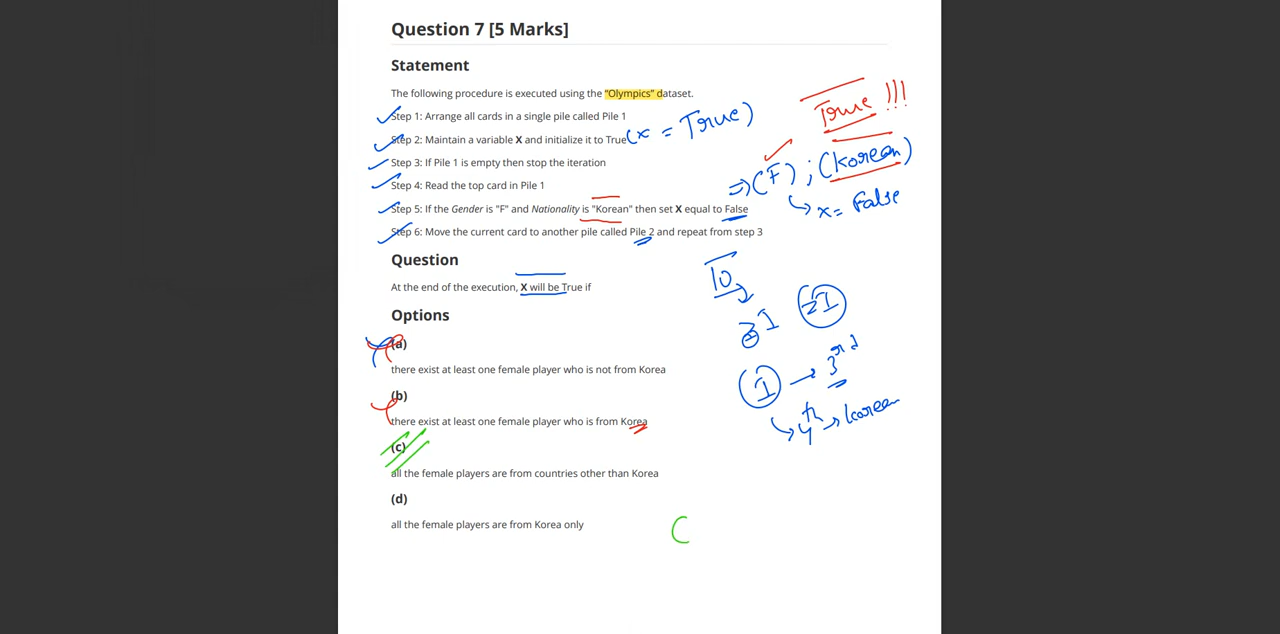 Question 7 [5 Marks]
Statement
The following procedure is executed using the "Olympics" dataset.
Step 1: Arrange all cards in a single pile called Pile 1
Step 2: Maintain a variable X and initialize it to True (x = True)
True !!!
Step 3: If Pile 1 is empty then stop the iteration
Step 4: Read the top card in Pile 1
⇒ (F) ; (Korean)
Step 5: If the Gender is "F" and Nationality is "Korean" then set X equal to False
↳ x = False
Step 6: Move the current card to another pile called Pile 2 and repeat from step 3
Question
At the end of the execution, X will be True if
10
3I 2I
Options
(a)
there exist at least one female player who is not from Korea
1 → 3rd
(b)
there exist at least one female player who is from Korea
↳ 4th → korean
(c)
all the female players are from countries other than Korea
(d)
all the female players are from Korea only
C